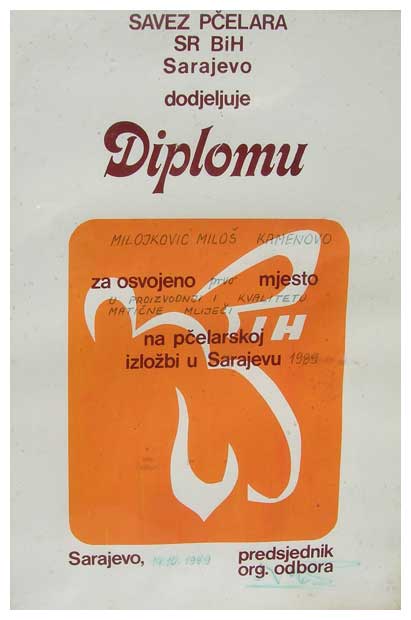 SAVEZ PČELARA
SR BiH
Sarajevo
dodjeljuje
Diplomu
MILOJKOVIĆ MILOŠ KAMENOVO
za osvojeno prvo mjesto
U PROIZVODNJI I KVALITETU
MATIČNE MLIJEČI
BIH
na pčelarskoj
izložbi u Sarajevu 1989
Sarajevo, 14.10.1989 predsjednik
org. odbora